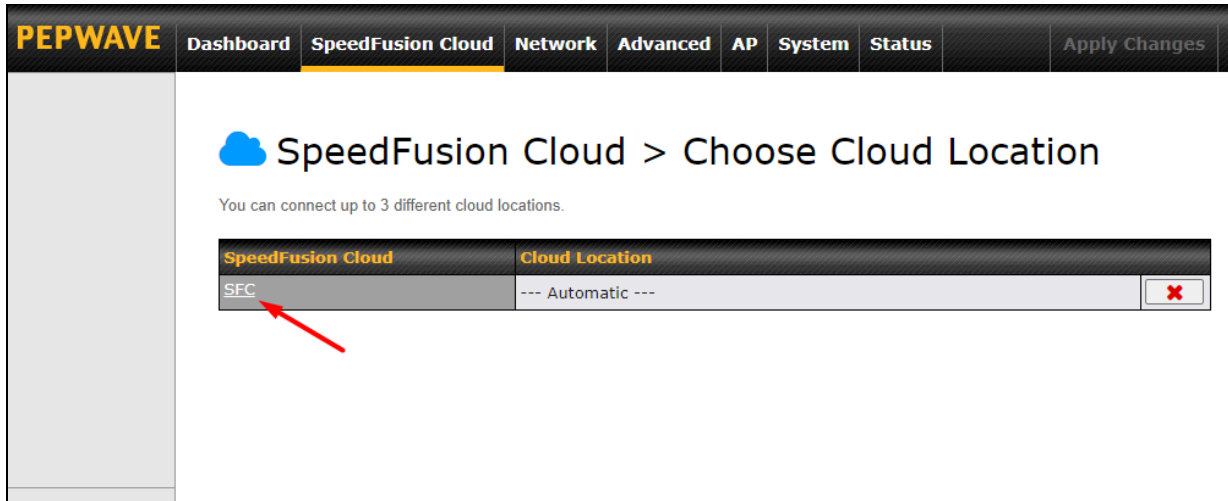 PEPWAVE Dashboard SpeedFusion Cloud Network Advanced AP System Status Apply Changes
SpeedFusion Cloud > Choose Cloud Location
You can connect up to 3 different cloud locations.
SpeedFusion Cloud Cloud Location
SFC --- Automatic ---